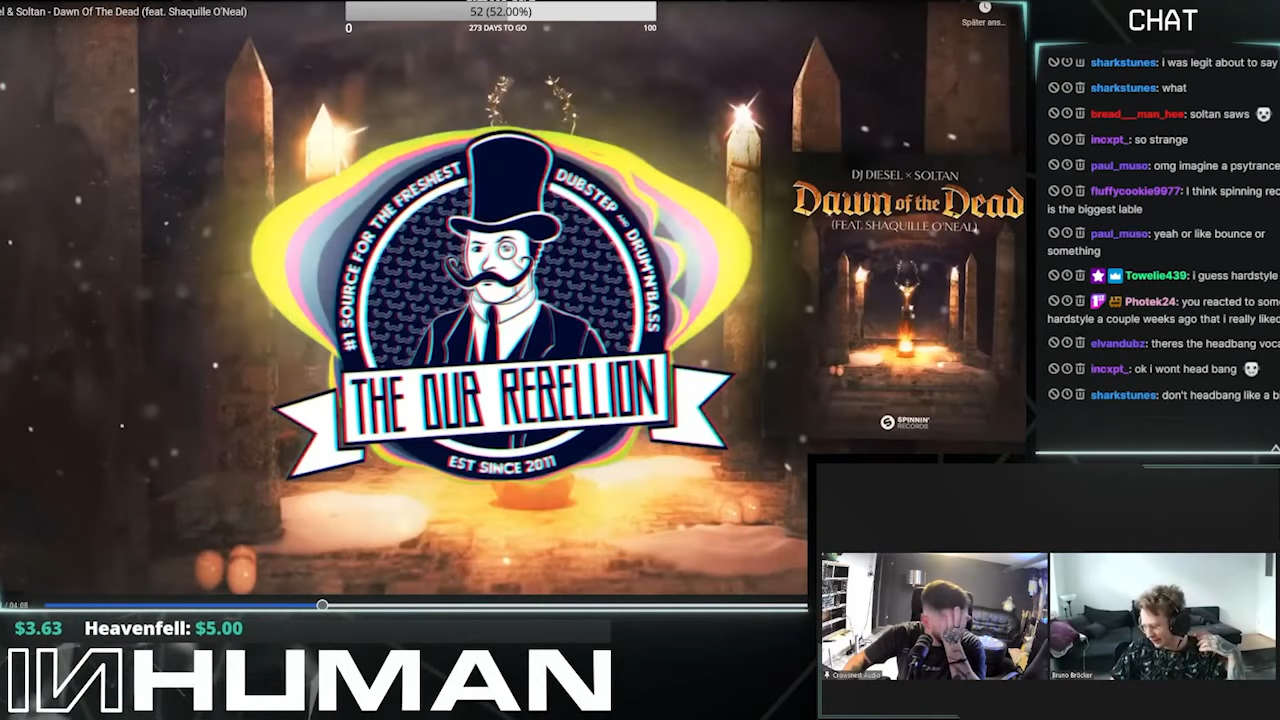 el & Soltan - Dawn Of The Dead (feat. Shaquille O'Neal)
52 (52.00%)
0
273 DAYS TO GO
100
Später ans...
#1 SOURCE FOR THE FRESHEST
DUBSTEP AND DRUM'N'BASS
THE DUB REBELLION
EST SINCE 2011
DJ DIESEL × SOLTAN
Dawn of the Dead
(FEAT. SHAQUILLE O'NEAL)
SPINNIN'
RECORDS
CHAT
sharkstunes: i was legit about to say
sharkstunes: what
bread___man_hee: soltan saws
incxpt_: so strange
paul_muso: omg imagine a psytrance
fluffycookie9977: I think spinning rec
is the biggest lable
paul_muso: yeah or like bounce or
something
Towelie439: i guess hardstyle
Photek24: you reacted to som
hardstyle a couple weeks ago that i really liked
elvandubz: theres the headbang voca
incxpt_: ok i wont head bang
sharkstunes: don't headbang like a b
/ 04:08
$3.63 Heavenfell: $5.00
INHUMAN
Crowsnest Audio
Bruno Bröcker